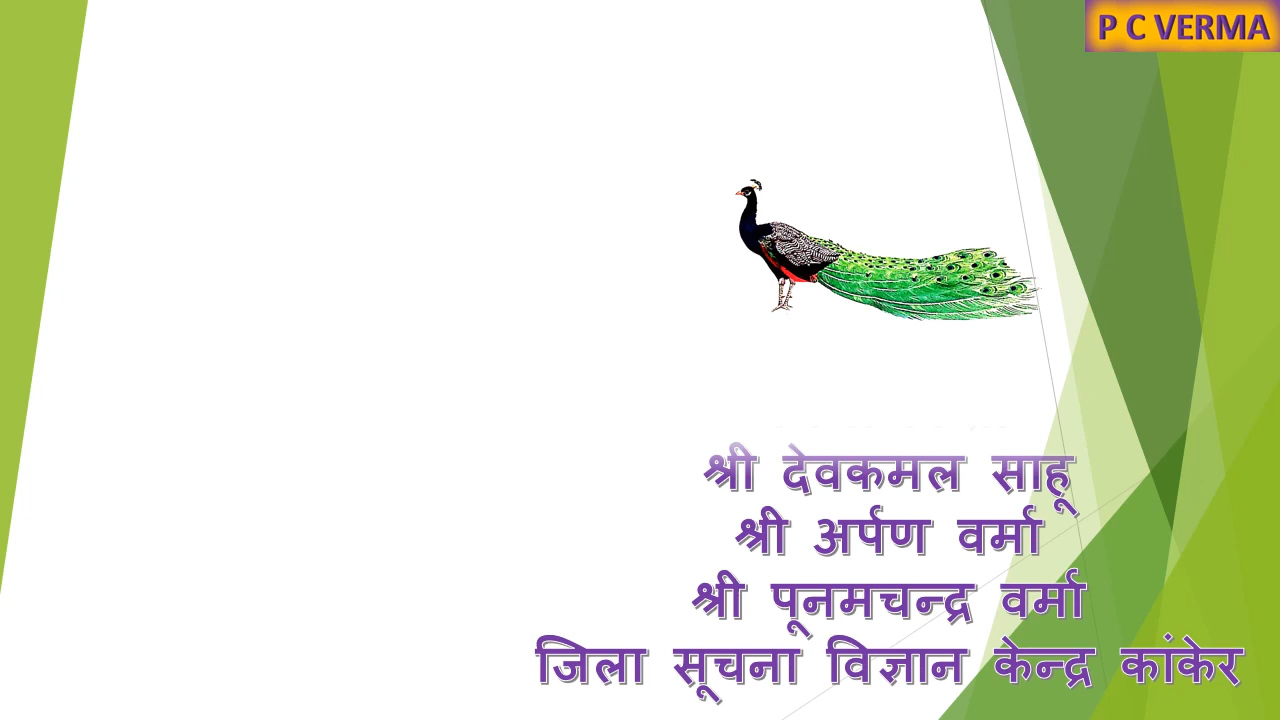 P C VERMA
श्री देवकमल साहू
श्री अर्पण वर्मा
श्री पूनमचन्द्र वर्मा
जिला सूचना विज्ञान केन्द्र कांकेर